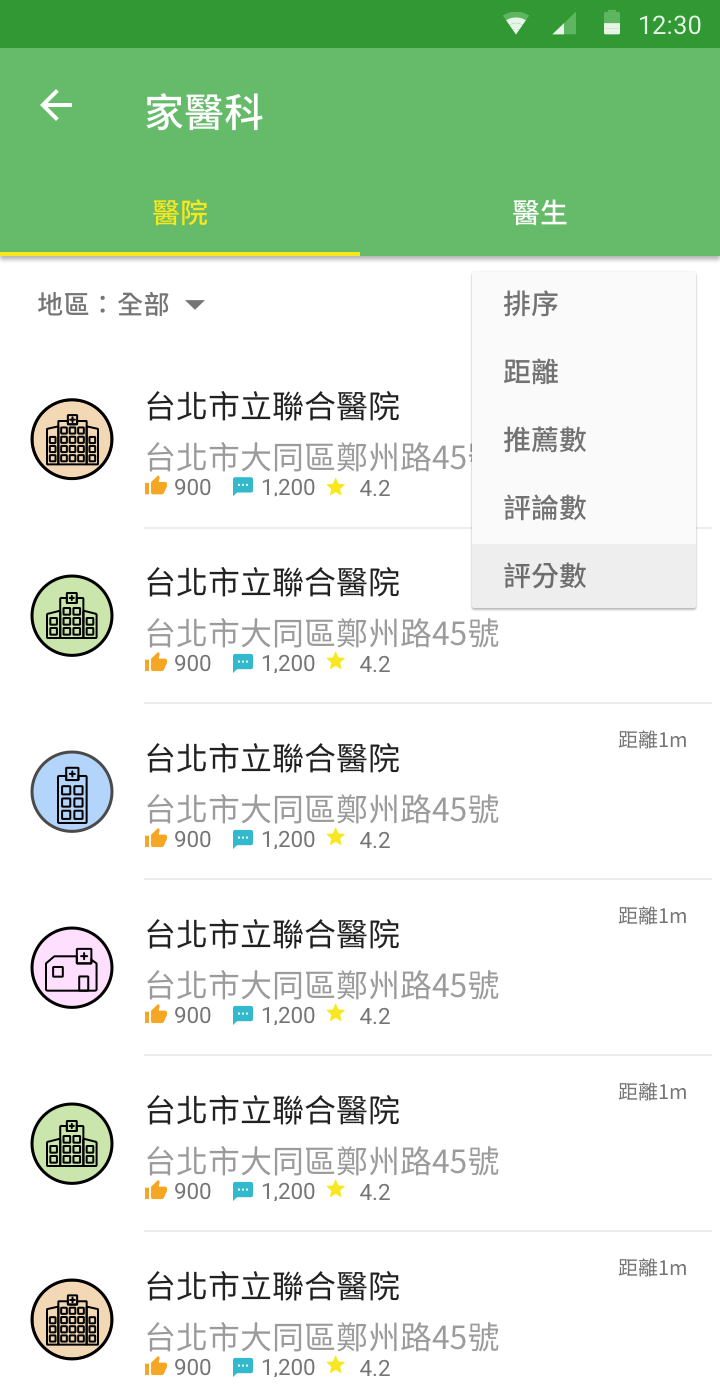 12:30
家醫科
醫院 醫生
地區：全部
排序
距離
推薦數
評論數
評分數
台北市立聯合醫院
台北市大同區鄭州路45
900 1,200 4.2
台北市立聯合醫院
台北市大同區鄭州路45號
900 1,200 4.2
距離1m
台北市立聯合醫院
台北市大同區鄭州路45號
900 1,200 4.2
距離1m
台北市立聯合醫院
台北市大同區鄭州路45號
900 1,200 4.2
距離1m
台北市立聯合醫院
台北市大同區鄭州路45號
900 1,200 4.2
距離1m
台北市立聯合醫院
台北市大同區鄭州路45號
900 1,200 4.2